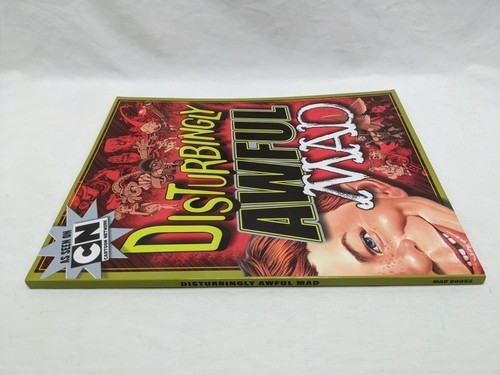 DISTURBINGLY
AWFUL
MAD
AS SEEN ON
CN
CARTOON NETWORK
DISTURBINGLY AWFUL MAD
MAD BOOKS